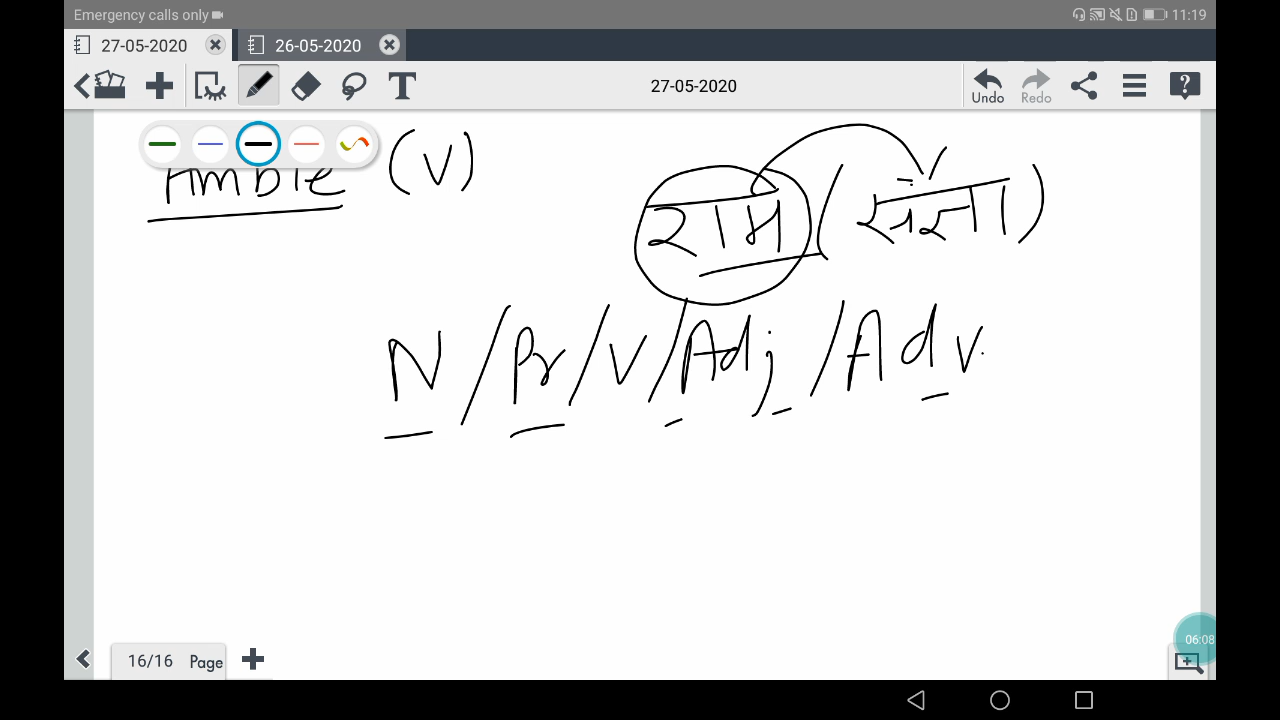 Emergency calls only 11:19
27-05-2020 26-05-2020
27-05-2020 Undo Redo
Amble (V)
राम (संज्ञा)
N / Pr / V / Adj / Adv.
06:08
16/16 Page